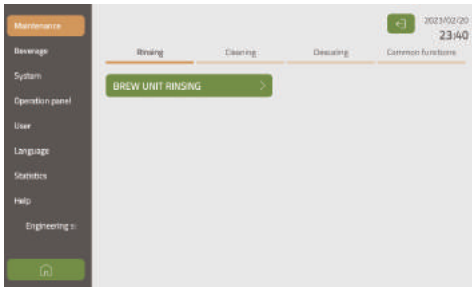 Maintenance
Beverage
System
Operation panel
User
Language
Statistics
Help
Engineering
2023/02/20
23:40
Rinsing Cleaning Descaling Common functions
BREW UNIT RINSING